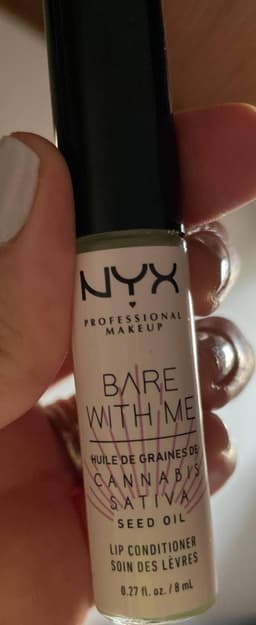 NYX
PROFESSIONAL
MAKEUP
BARE
WITH ME
HUILE DE GRAINES DE
CANNABIS
SATIVA
SEED OIL
LIP CONDITIONER
SOIN DES LÈVRES
0.27 fl. oz. / 8 mL